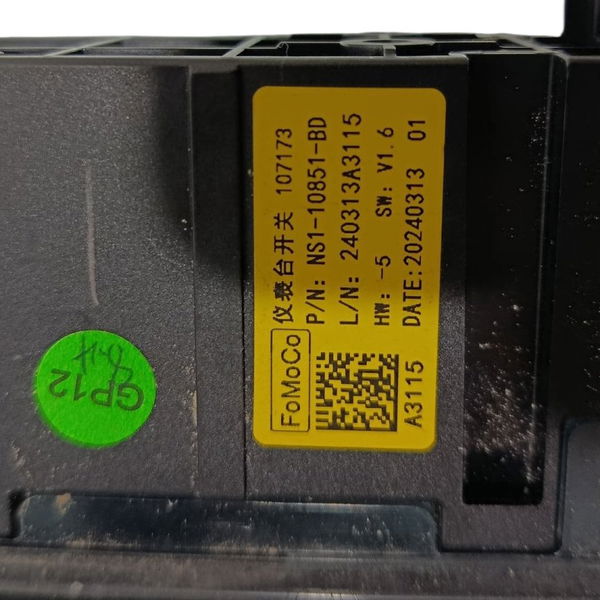 仪表台开关 107173
P/N: NS1-10851-BD
L/N: 240313A3115
HW: -5 SW: V1.6
DATE:20240313 01
FoMoCo
A3115
GP12